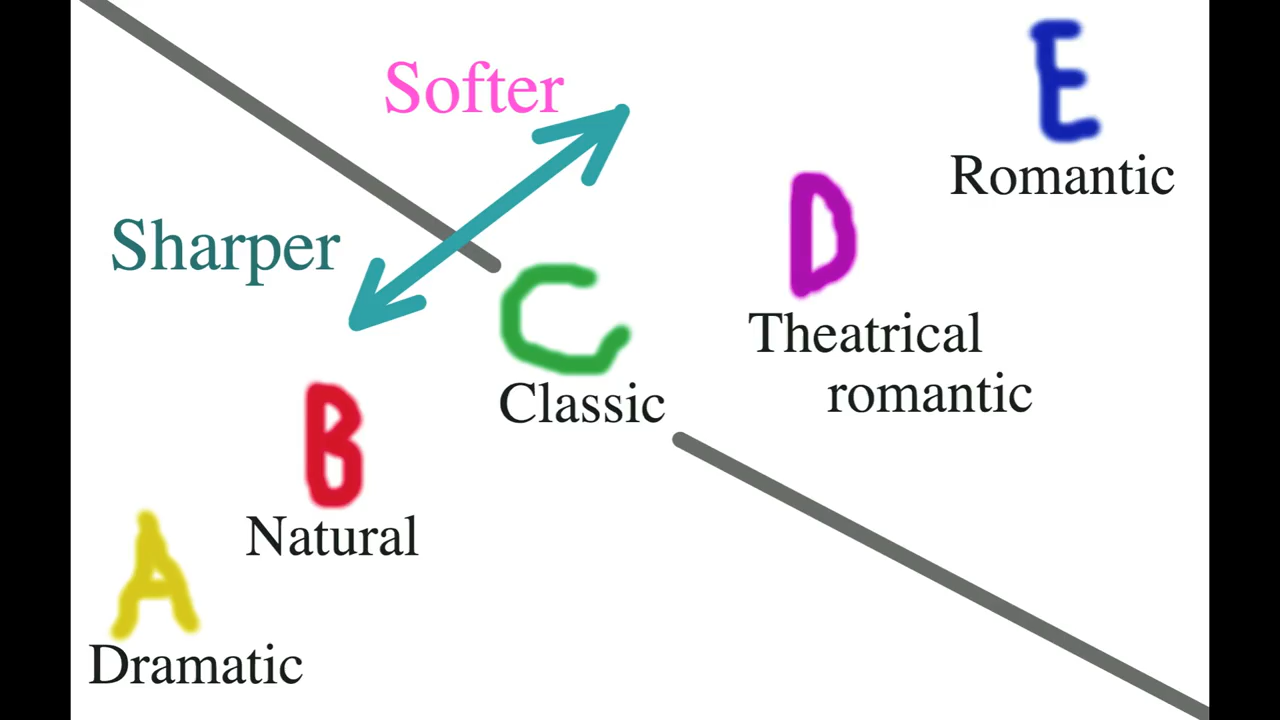 Softer
Sharper
E
Romantic
D
Theatrical
romantic
C
Classic
B
Natural
A
Dramatic